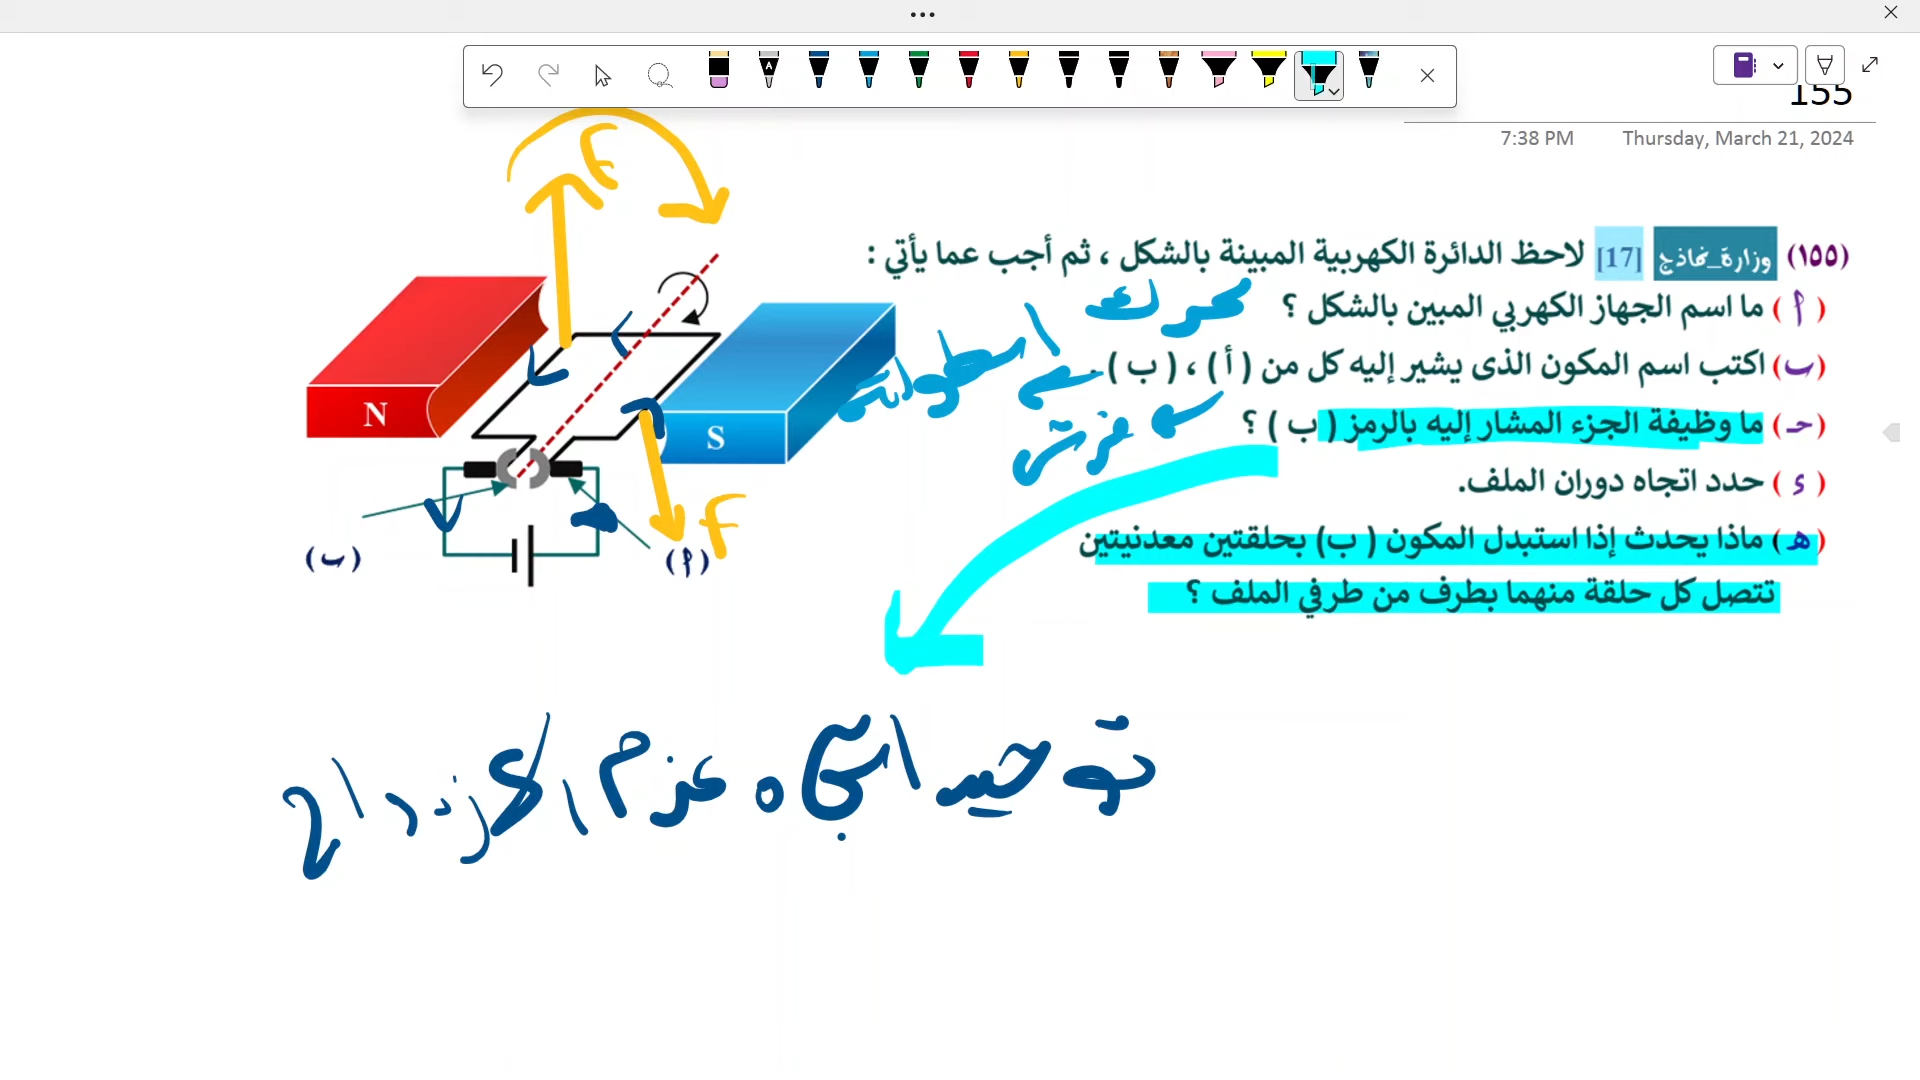 155
7:38 PM Thursday, March 21, 2024
(١٥٥) وزارة_نماذج [17] لاحظ الدائرة الكهربية المبينة بالشكل ، ثم أجب عما يأتي :
( أ ) ما اسم الجهاز الكهربي المبين بالشكل ؟ محرك
(ب) اكتب اسم المكون الذى يشير إليه كل من ( أ ) ، ( ب ) .
اسطوانة
(حـ) ما وظيفة الجزء المشار إليه بالرمز ( ب ) ؟
فرش
( ء ) حدد اتجاه دوران الملف.
(هـ) ماذا يحدث إذا استبدل المكون ( ب) بحلقتين معدنيتين
تتصل كل حلقة منهما بطرف من طرفي الملف ؟
F
N
S
F
(ب)
(أ)
توحيد اتجاه عزم الازدواج